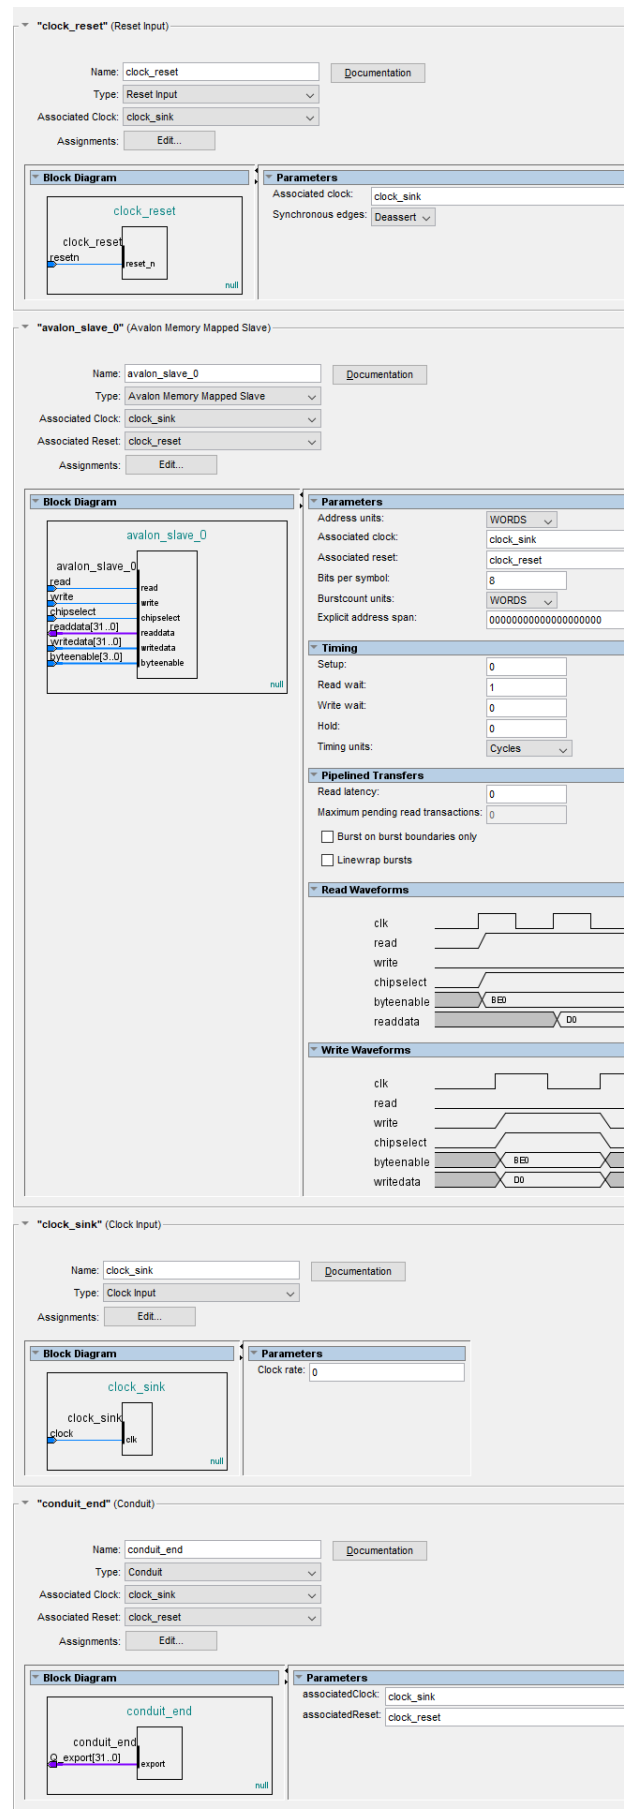 "clock_reset" (Reset Input)
Name: clock_reset
Documentation
Type: Reset Input
Associated Clock: clock_sink
Assignments: Edit...
Block Diagram
clock_reset
clock_reset
resetn
reset_n
null
Parameters
Associated clock: clock_sink
Synchronous edges: Deassert
"avalon_slave_0" (Avalon Memory Mapped Slave)
Name: avalon_slave_0
Documentation
Type: Avalon Memory Mapped Slave
Associated Clock: clock_sink
Associated Reset: clock_reset
Assignments: Edit...
Block Diagram
avalon_slave_0
avalon_slave_0
read
read
write
write
chipselect
chipselect
readdata[31..0]
readdata
writedata[31..0]
writedata
byteenable[3..0]
byteenable
null
Parameters
Address units: WORDS
Associated clock: clock_sink
Associated reset: clock_reset
Bits per symbol: 8
Burstcount units: WORDS
Explicit address span: 00000000000000000000
Timing
Setup: 0
Read wait: 1
Write wait: 0
Hold: 0
Timing units: Cycles
Pipelined Transfers
Read latency: 0
Maximum pending read transactions: 0
Burst on burst boundaries only
Linewrap bursts
Read Waveforms
clk
read
write
chipselect
byteenable BE0
readdata D0
Write Waveforms
clk
read
write
chipselect
byteenable BE0
writedata D0
"clock_sink" (Clock Input)
Name: clock_sink
Documentation
Type: Clock Input
Assignments: Edit...
Block Diagram
clock_sink
clock_sink
clock
clk
null
Parameters
Clock rate: 0
"conduit_end" (Conduit)
Name: conduit_end
Documentation
Type: Conduit
Associated Clock: clock_sink
Associated Reset: clock_reset
Assignments: Edit...
Block Diagram
conduit_end
conduit_end
Q_export[31..0]
export
null
Parameters
associatedClock: clock_sink
associatedReset: clock_reset